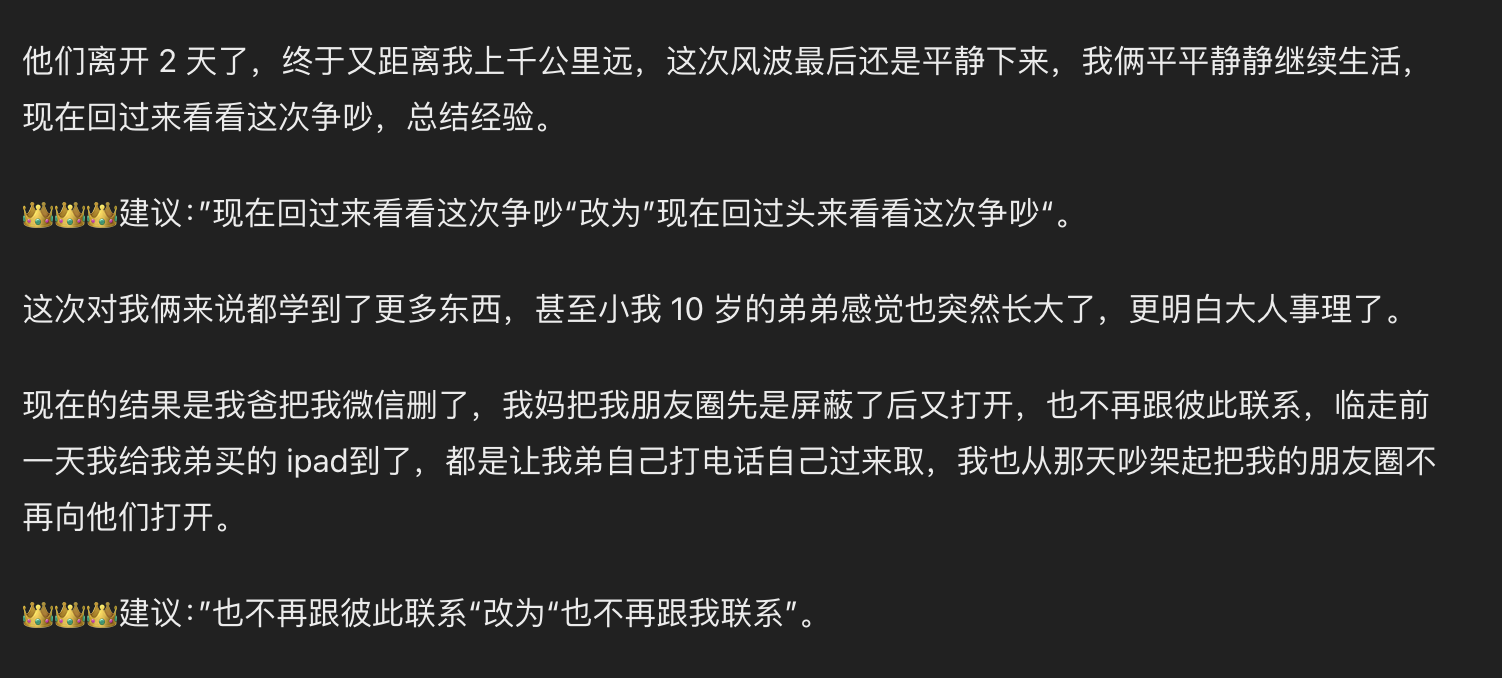 他们离开 2 天了，终于又距离我上千公里远，这次风波最后还是平静下来，我俩平平静静继续生活，
现在回过来看看这次争吵，总结经验。
👑👑👑建议：”现在回过来看看这次争吵“改为”现在回过头来看看这次争吵“。
这次对我俩来说都学到了更多东西，甚至小我 10 岁的弟弟感觉也突然长大了，更明白大人事理了。
现在的结果是我爸把我微信删了，我妈把我朋友圈先是屏蔽了后又打开，也不再跟彼此联系，临走前
一天我给我弟买的 ipad到了，都是让我弟自己打电话自己过来取，我也从那天吵架起把我的朋友圈不
再向他们打开。
👑👑👑建议：”也不再跟彼此联系“改为“也不再跟我联系”。